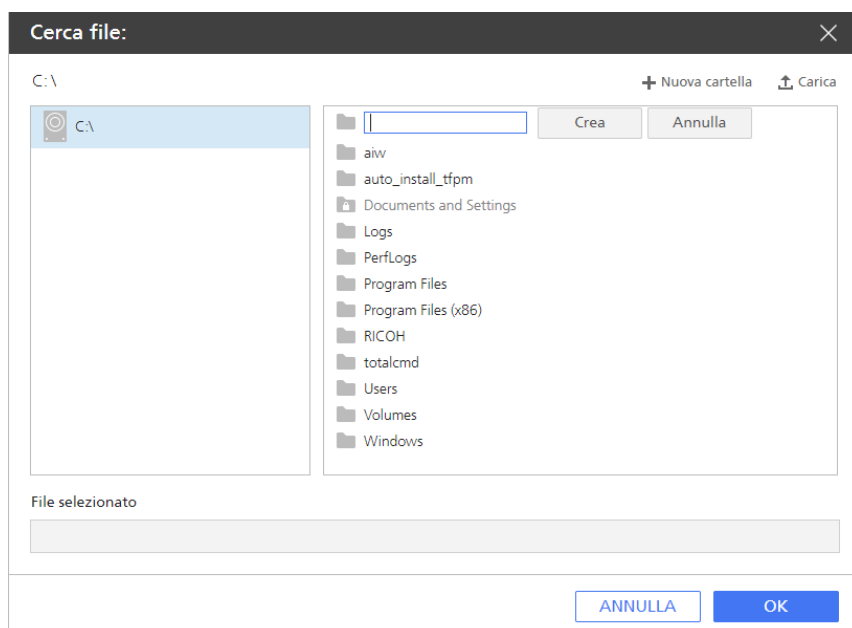 Cerca file:
C:\
Nuova cartella
Carica
C:\
Crea
Annulla
aiw
auto_install_tfpm
Documents and Settings
Logs
PerfLogs
Program Files
Program Files (x86)
RICOH
totalcmd
Users
Volumes
Windows
File selezionato
ANNULLA
OK